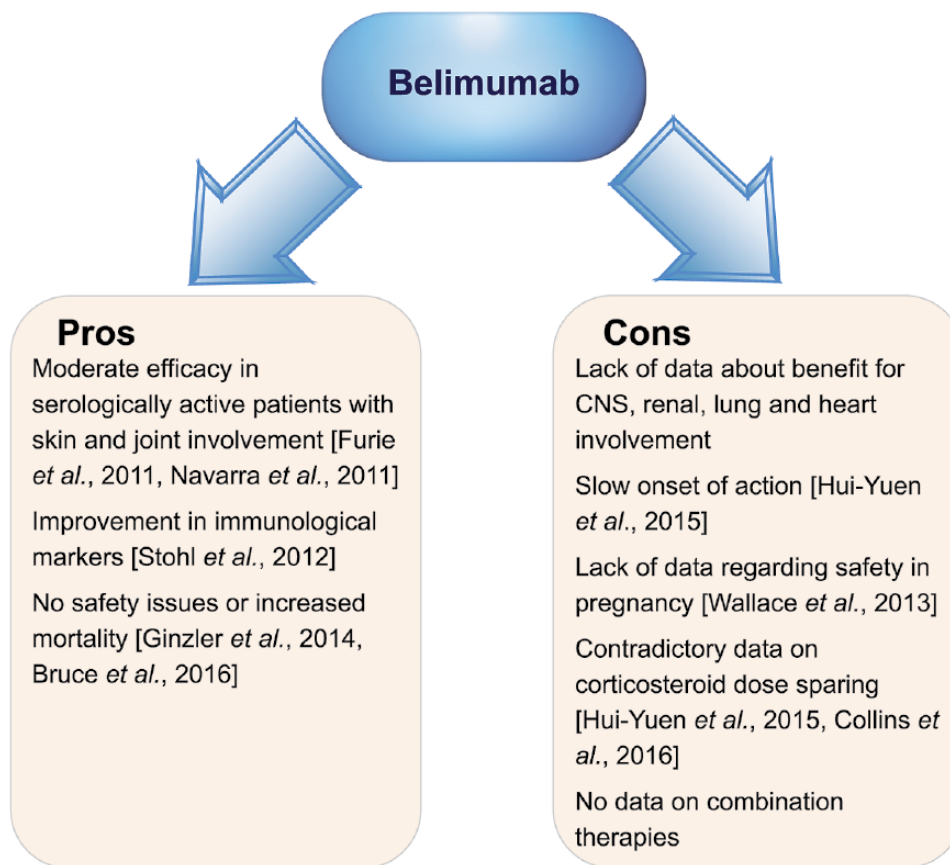 Belimumab
Pros
Moderate efficacy in
serologically active patients with
skin and joint involvement [Furie
et al., 2011, Navarra et al., 2011]
Improvement in immunological
markers [Stohl et al., 2012]
No safety issues or increased
mortality [Ginzler et al., 2014,
Bruce et al., 2016]
Cons
Lack of data about benefit for
CNS, renal, lung and heart
involvement
Slow onset of action [Hui-Yuen
et al., 2015]
Lack of data regarding safety in
pregnancy [Wallace et al., 2013]
Contradictory data on
corticosteroid dose sparing
[Hui-Yuen et al., 2015, Collins et
al., 2016]
No data on combination
therapies